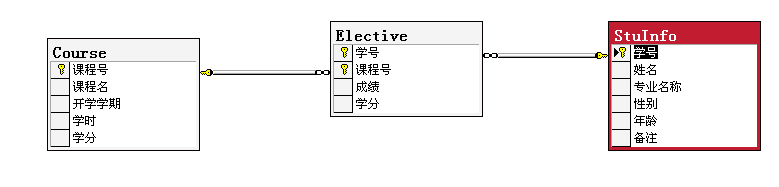 Course
课程号
课程名
开学学期
学时
学分
Elective
学号
课程号
成绩
学分
StuInfo
学号
姓名
专业名称
性别
年龄
备注